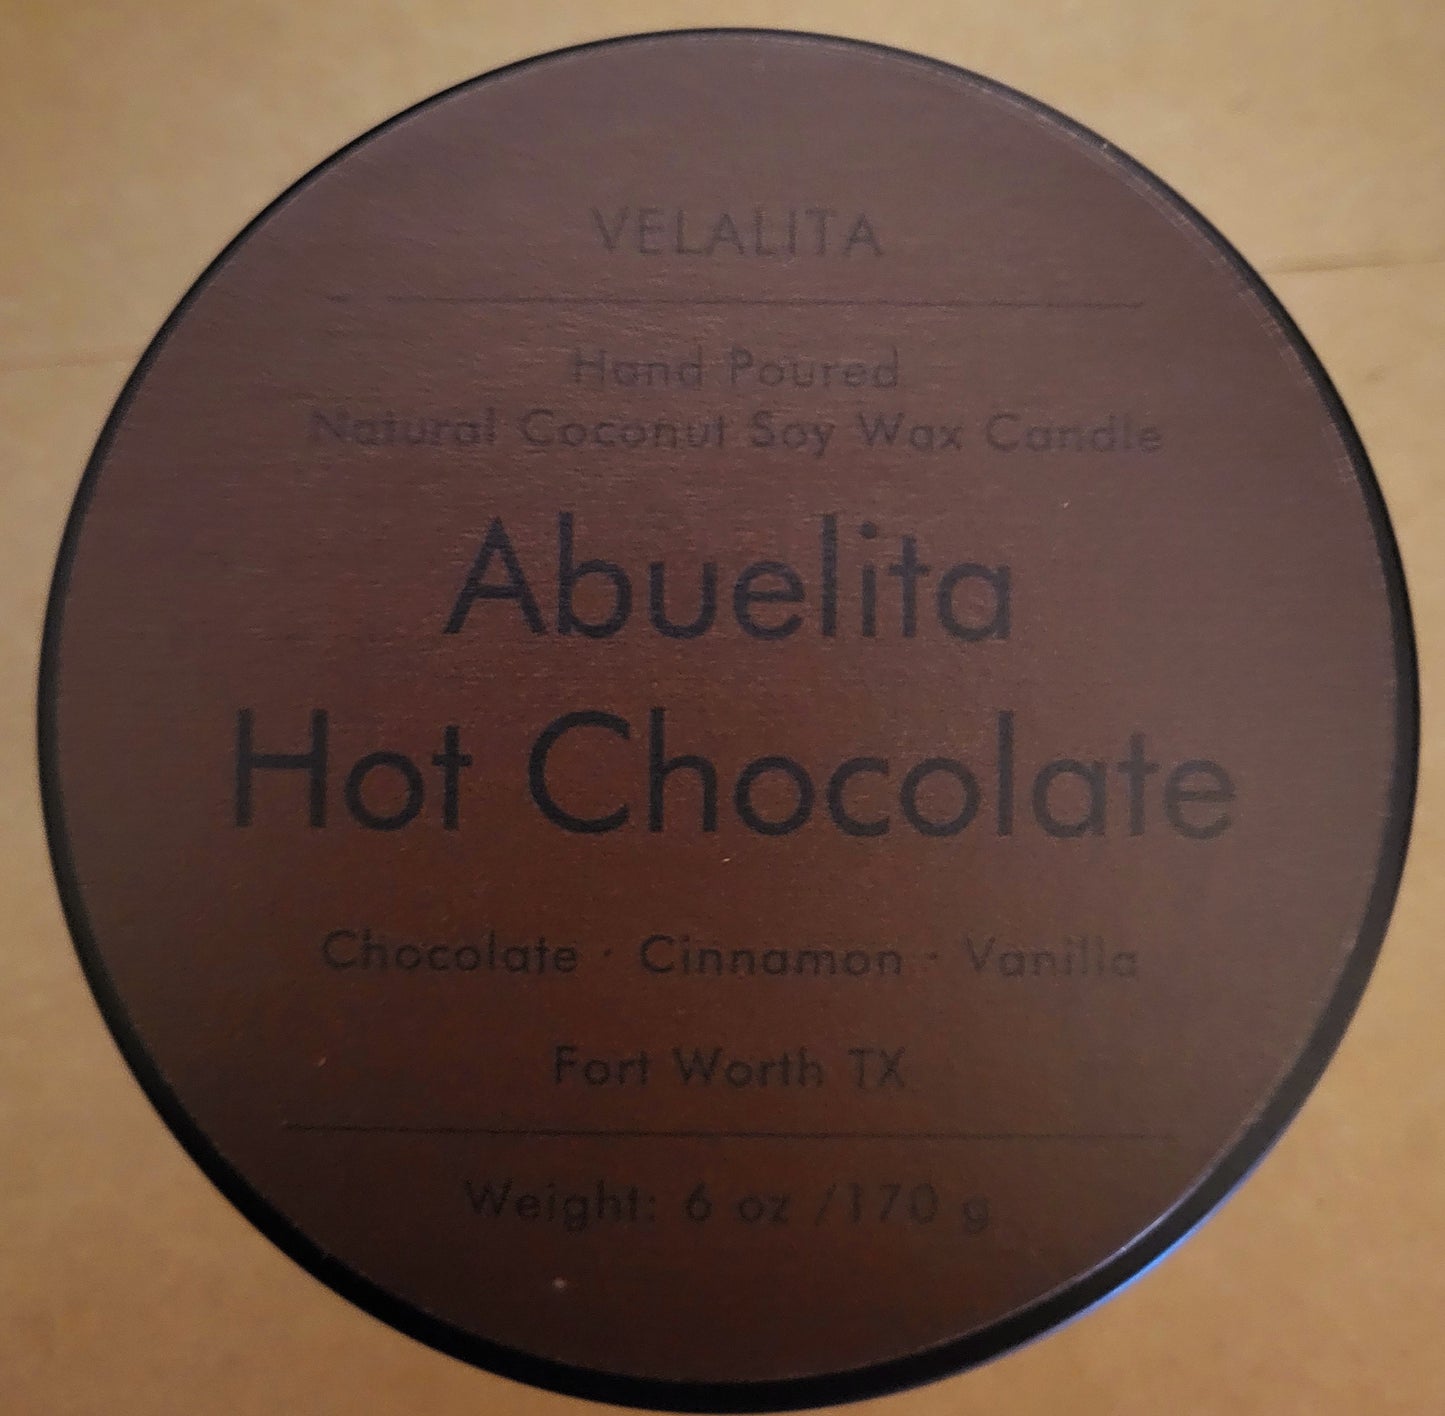 VELALITA
Hand Poured
Natural Coconut Soy Wax Candle
Abuelita
Hot Chocolate
Chocolate · Cinnamon · Vanilla
Fort Worth TX
Weight: 6 oz /170 g